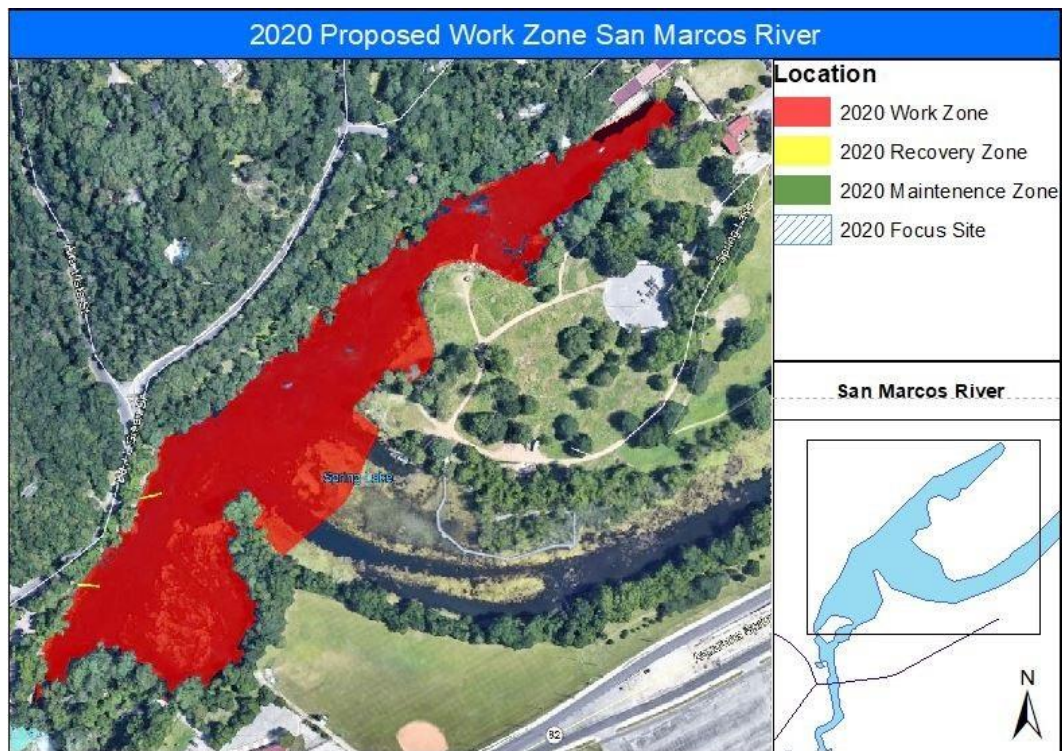 2020 Proposed Work Zone San Marcos River
Location
2020 Work Zone
2020 Recovery Zone
2020 Maintenence Zone
2020 Focus Site
Spring Lake
82
San Marcos River
N